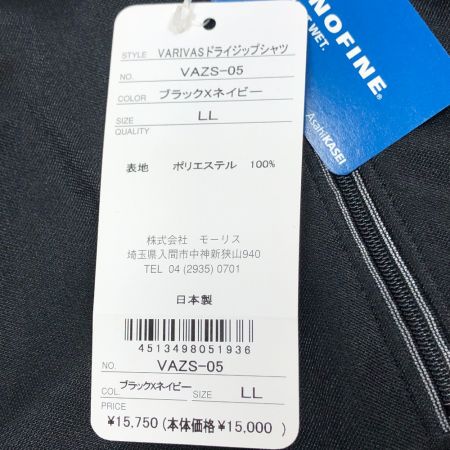 STYLE VARIVASドライジップシャツ
NO. VAZS-05
COLOR ブラックXネイビー
SIZE LL
QUALITY
表地 ポリエステル 100%
株式会社 モーリス
埼玉県入間市中神新狭山940
TEL 04 (2935) 0701
日本製
4513498051936
NO. VAZS-05
COL. ブラックXネイビー SIZE LL
PRICE
¥15,750(本体価格¥15,000)
NOFINE®
WET.
AsahiKASEI